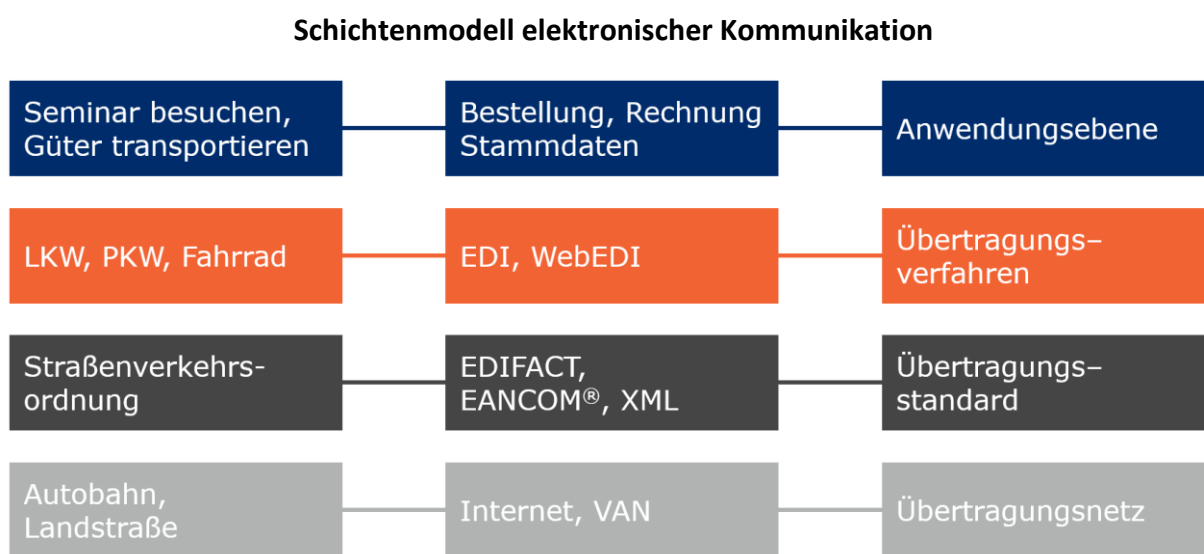 Schichtenmodell elektronischer Kommunikation
Seminar besuchen,
Güter transportieren
Bestellung, Rechnung
Stammdaten
Anwendungsebene
LKW, PKW, Fahrrad
EDI, WebEDI
Übertragungs–
verfahren
Straßenverkehrs-
ordnung
EDIFACT,
EANCOM®, XML
Übertragungs–
standard
Autobahn,
Landstraße
Internet, VAN
Übertragungsnetz